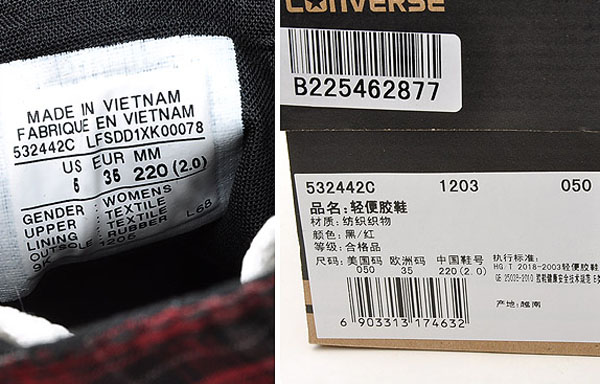 MADE IN VIETNAM
FABRIQUE EN VIETNAM
532442C LFSDD1XK00078
US EUR MM
5 35 220 (2.0)
GENDER : WOMENS
UPPER : TEXTILE
LINING : TEXTILE
OUTSOLE : RUBBER L68
1205
CONVERSE
B225462877
532442C 1203 050
品名:轻便胶鞋
材质:纺织织物
颜色:黑/红
等级:合格品
尺码: 美国码 欧洲码 中国鞋号
050 35 220(2.0)
执行标准:
HG/T 2018-2003轻便胶鞋
产地:越南
6 903313 174632